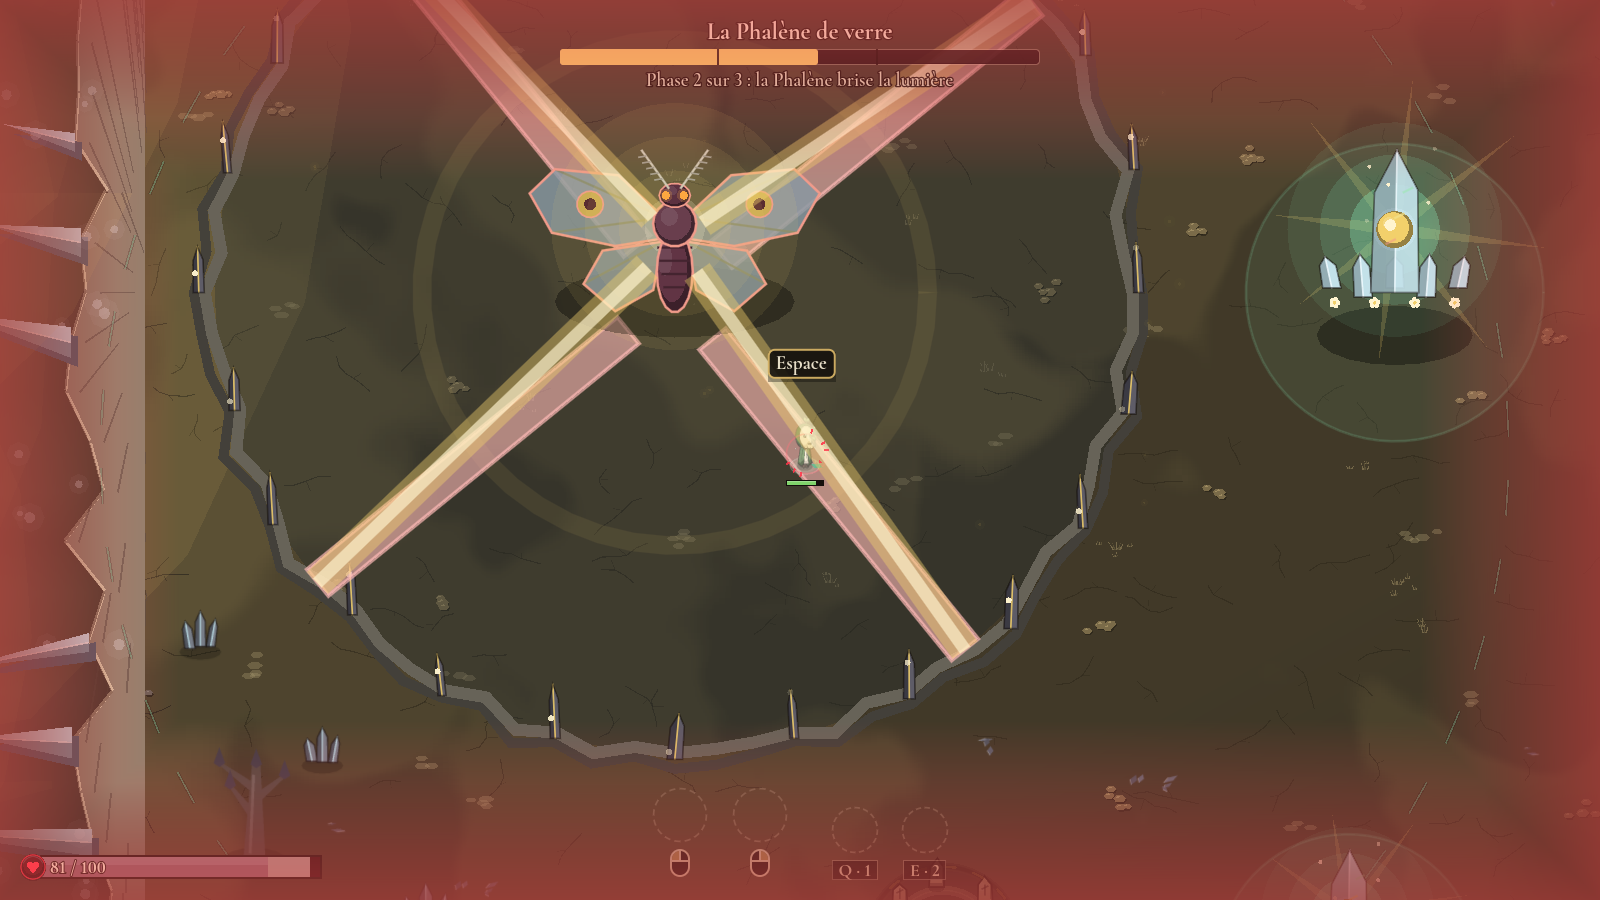 La Phalène de verre
Phase 2 sur 3 : la Phalène brise la lumière
Espace
81 / 100
Q · 1
E · 2